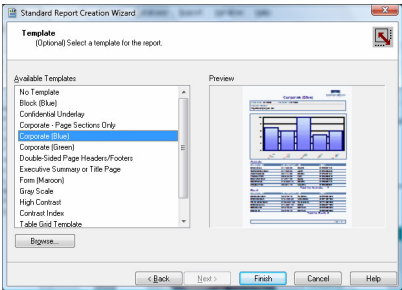 Standard Report Creation Wizard
Template
(Optional) Select a template for the report.
Available Templates
Preview
No Template
Block (Blue)
Confidential Underlay
Corporate - Page Sections Only
Corporate (Blue)
Corporate (Green)
Double-Sided Page Headers/Footers
Executive Summary or Title Page
Form (Maroon)
Gray Scale
High Contrast
Contrast Index
Table Grid Template
Corporate (Blue)
Browse...
< Back
Next >
Finish
Cancel
Help